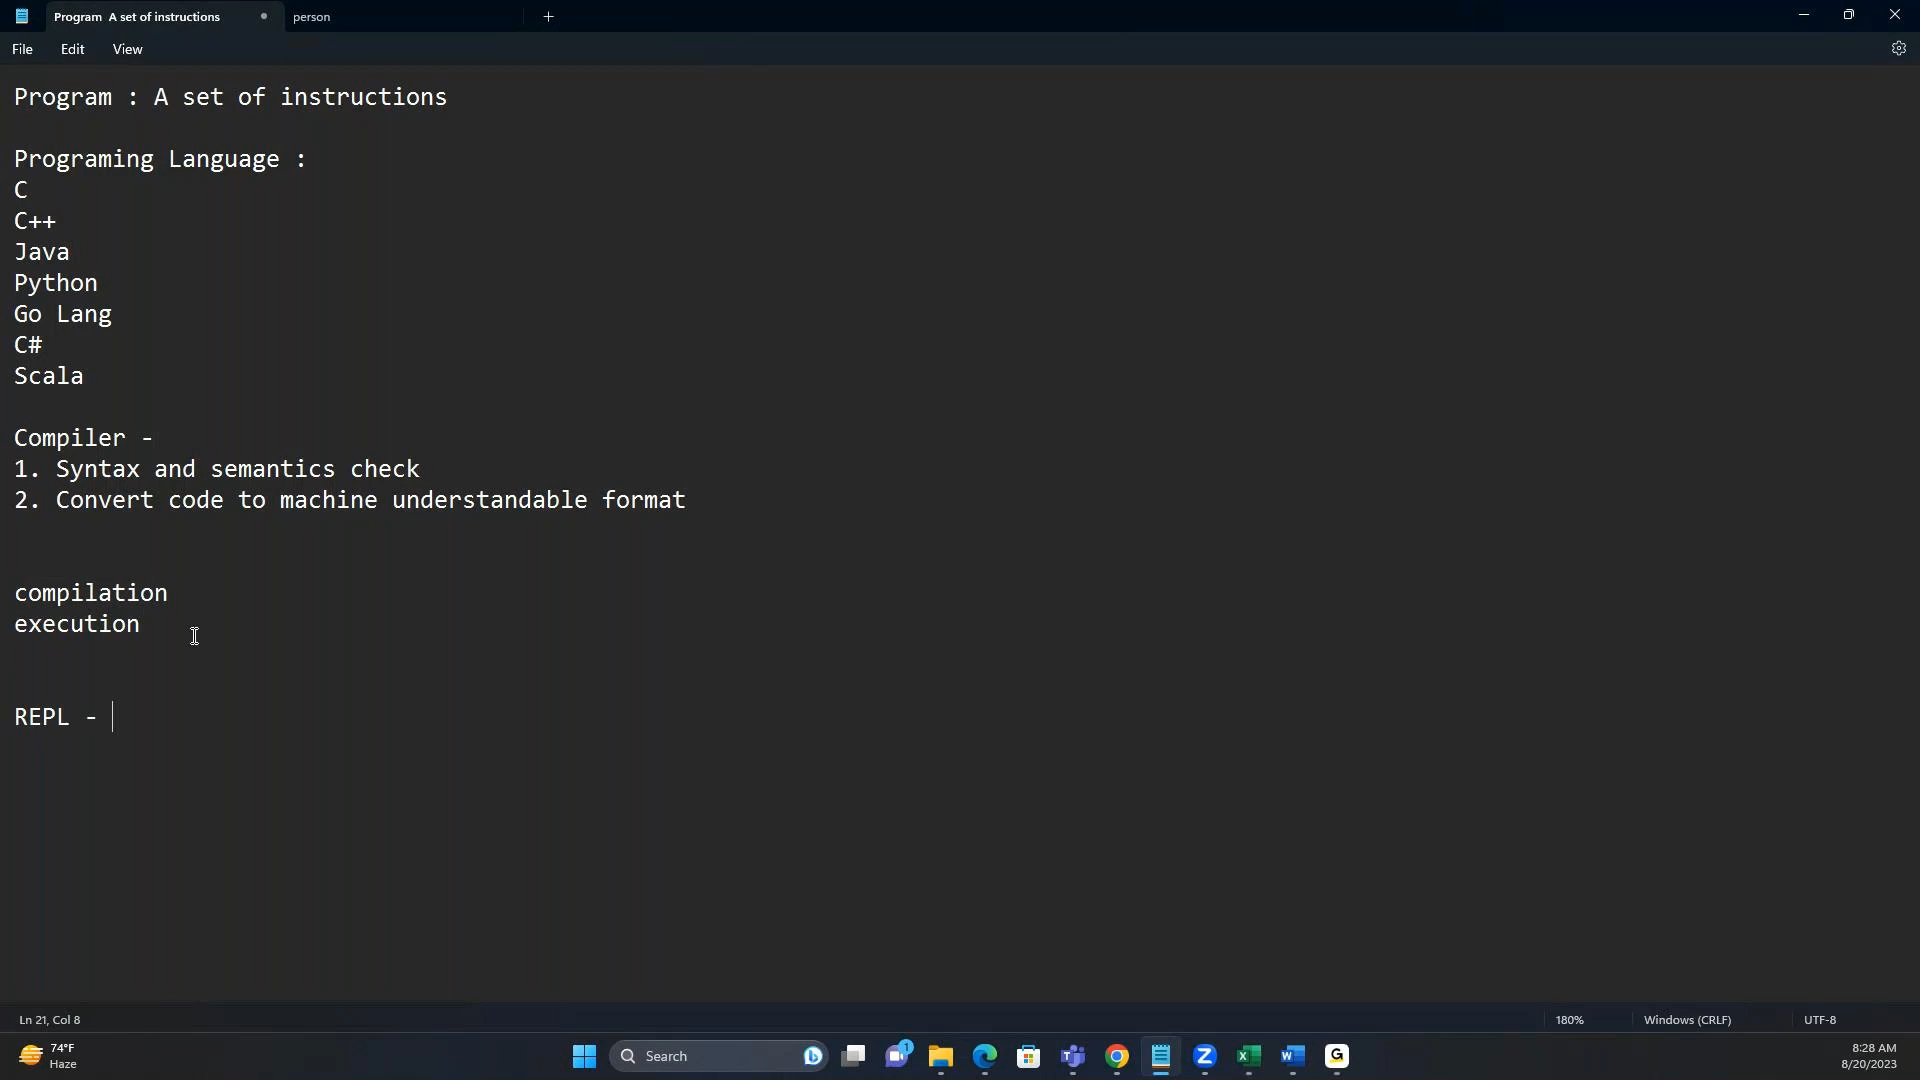 Program  A set of instructions
person
File Edit View
Program : A set of instructions
Programing Language :
C
C++
Java
Python
Go Lang
C#
Scala
Compiler -
1. Syntax and semantics check
2. Convert code to machine understandable format
compilation
execution
REPL -
Ln 21, Col 8
180%
Windows (CRLF)
UTF-8
74°F
Haze
Search
1
8:28 AM
8/20/2023